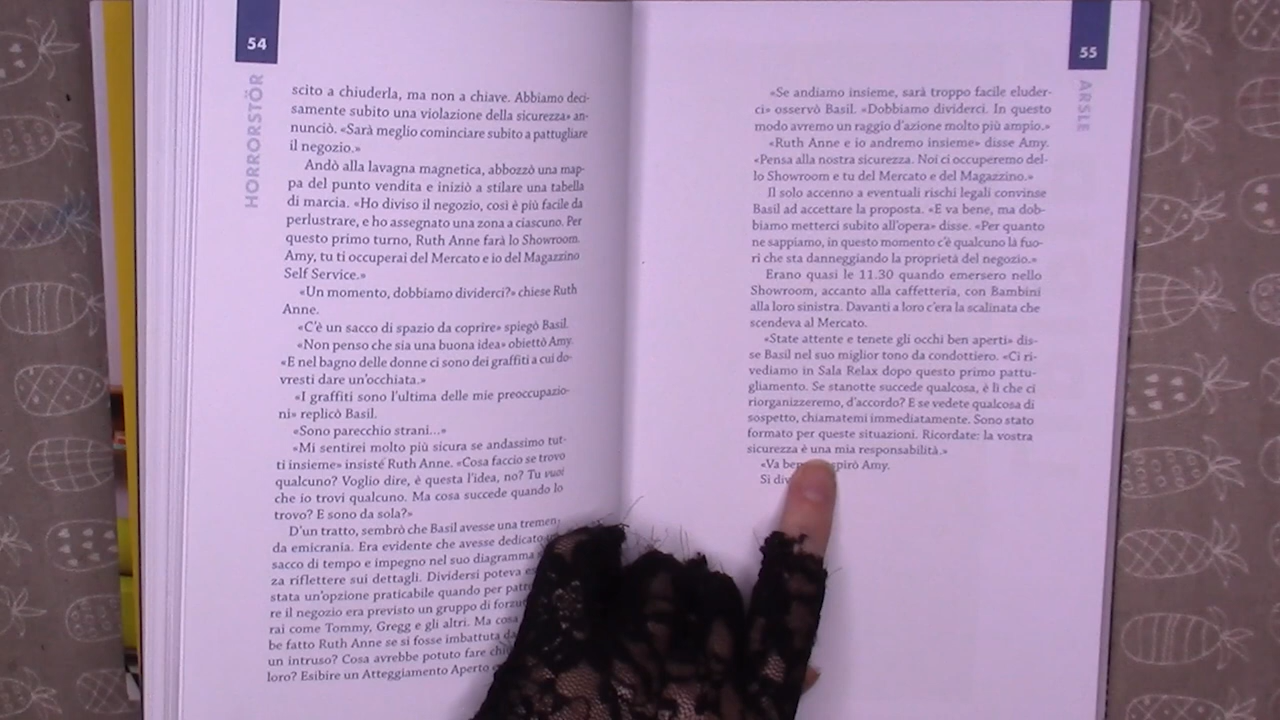 54
HORRORSTÖR
scito a chiuderla, ma non a chiave. Abbiamo deci-
samente subito una violazione della sicurezza» an-
nunciò. «Sarà meglio cominciare subito a pattugliare
il negozio.»
Andò alla lavagna magnetica, abbozzò una map-
pa del punto vendita e iniziò a stilare una tabella
di marcia. «Ho diviso il negozio, così è più facile da
perlustrare, e ho assegnato una zona a ciascuno. Per
questo primo turno, Ruth Anne farà lo Showroom.
Amy, tu ti occuperai del Mercato e io del Magazzino
Self Service.»
«Un momento, dobbiamo dividerci?» chiese Ruth
Anne.
«C'è un sacco di spazio da coprire» spiegò Basil.
«Non penso che sia una buona idea» obiettò Amy.
«E nel bagno delle donne ci sono dei graffiti a cui do-
vresti dare un'occhiata.»
«I graffiti sono l'ultima delle mie preoccupazio-
ni» replicò Basil.
«Sono parecchio strani...»
«Mi sentirei molto più sicura se andassimo tut-
ti insieme» insisté Ruth Anne. «Cosa faccio se trovo
qualcuno? Voglio dire, è questa l'idea, no? Tu vuoi
che io trovi qualcuno. Ma cosa succede quando lo
trovo? E sono da sola?»
D'un tratto, sembrò che Basil avesse una tremen-
da emicrania. Era evidente che avesse dedicato
sacco di tempo e impegno nel suo diagramma
za riflettere sui dettagli. Dividersi poteva
stata un'opzione praticabile quando per
re il negozio era previsto un gruppo di
rai come Tommy, Gregg e gli altri. Ma cosa
be fatto Ruth Anne se si fosse imbattuta
un intruso? Cosa avrebbe potuto fare
loro? Esibire un Atteggiamento Aperto
55
ARSLE
«Se andiamo insieme, sarà troppo facile eluder-
ci» osservò Basil. «Dobbiamo dividerci. In questo
modo avremo un raggio d'azione molto più ampio.»
«Ruth Anne e io andremo insieme» disse Amy.
«Pensa alla nostra sicurezza. Noi ci occuperemo del-
lo Showroom e tu del Mercato e del Magazzino.»
Il solo accenno a eventuali rischi legali convinse
Basil ad accettare la proposta. «E va bene, ma dob-
biamo metterci subito all'opera» disse. «Per quanto
ne sappiamo, in questo momento c'è qualcuno là fuo-
ri che sta danneggiando la proprietà del negozio.»
Erano quasi le 11.30 quando emersero nello
Showroom, accanto alla caffetteria, con Bambini
alla loro sinistra. Davanti a loro c'era la scalinata che
scendeva al Mercato.
«State attente e tenete gli occhi ben aperti» dis-
se Basil nel suo miglior tono da condottiero. «Ci ri-
vediamo in Sala Relax dopo questo primo pattu-
gliamento. Se stanotte succede qualcosa, è lì che ci
riorganizzeremo, d'accordo? E se vedete qualcosa di
sospetto, chiamatemi immediatamente. Sono stato
formato per queste situazioni. Ricordate: la vostra
sicurezza è una mia responsabilità.»
«Va spirò Amy.
Si